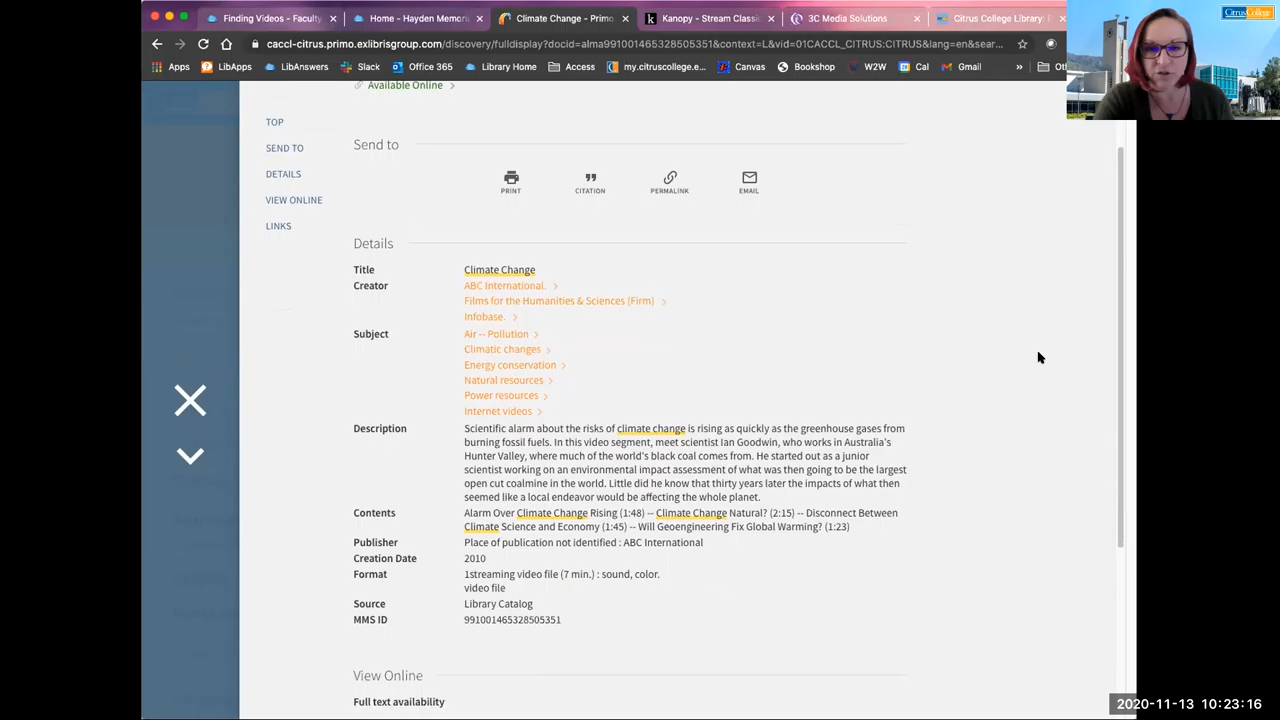 Finding Videos - Faculty
Home - Hayden Memori
Climate Change - Primo
Kanopy - Stream Classic
3C Media Solutions
Citrus College Library:
caccl-citrus.primo.exlibrisgroup.com/discovery/fulldisplay?docid=alma991001465328505351&context=L&vid=01CACCL_CITRUS:CITRUS&lang=en&sear...
CitrusCollege
Apps
LibApps
LibAnswers
Slack
Office 365
Library Home
Access
my.citruscollege.e...
Canvas
Bookshop
W2W
Cal
Gmail
»
Available Online
TOP
SEND TO
DETAILS
VIEW ONLINE
LINKS
Send to
PRINT
CITATION
PERMALINK
EMAIL
Details
Title Climate Change
Creator ABC International.
Films for the Humanities & Sciences (Firm)
Infobase.
Subject Air -- Pollution
Climatic changes
Energy conservation
Natural resources
Power resources
Internet videos
Description Scientific alarm about the risks of climate change is rising as quickly as the greenhouse gases from
burning fossil fuels. In this video segment, meet scientist Ian Goodwin, who works in Australia's
Hunter Valley, where much of the world's black coal comes from. He started out as a junior
scientist working on an environmental impact assessment of what was then going to be the largest
open cut coalmine in the world. Little did he know that thirty years later the impacts of what then
seemed like a local endeavor would be affecting the whole planet.
Contents Alarm Over Climate Change Rising (1:48) -- Climate Change Natural? (2:15) -- Disconnect Between
Climate Science and Economy (1:45) -- Will Geoengineering Fix Global Warming? (1:23)
Publisher Place of publication not identified : ABC International
Creation Date 2010
Format 1streaming video file (7 min.) : sound, color.
video file
Source Library Catalog
MMS ID 991001465328505351
View Online
Full text availability
2020-11-13 10:23:16